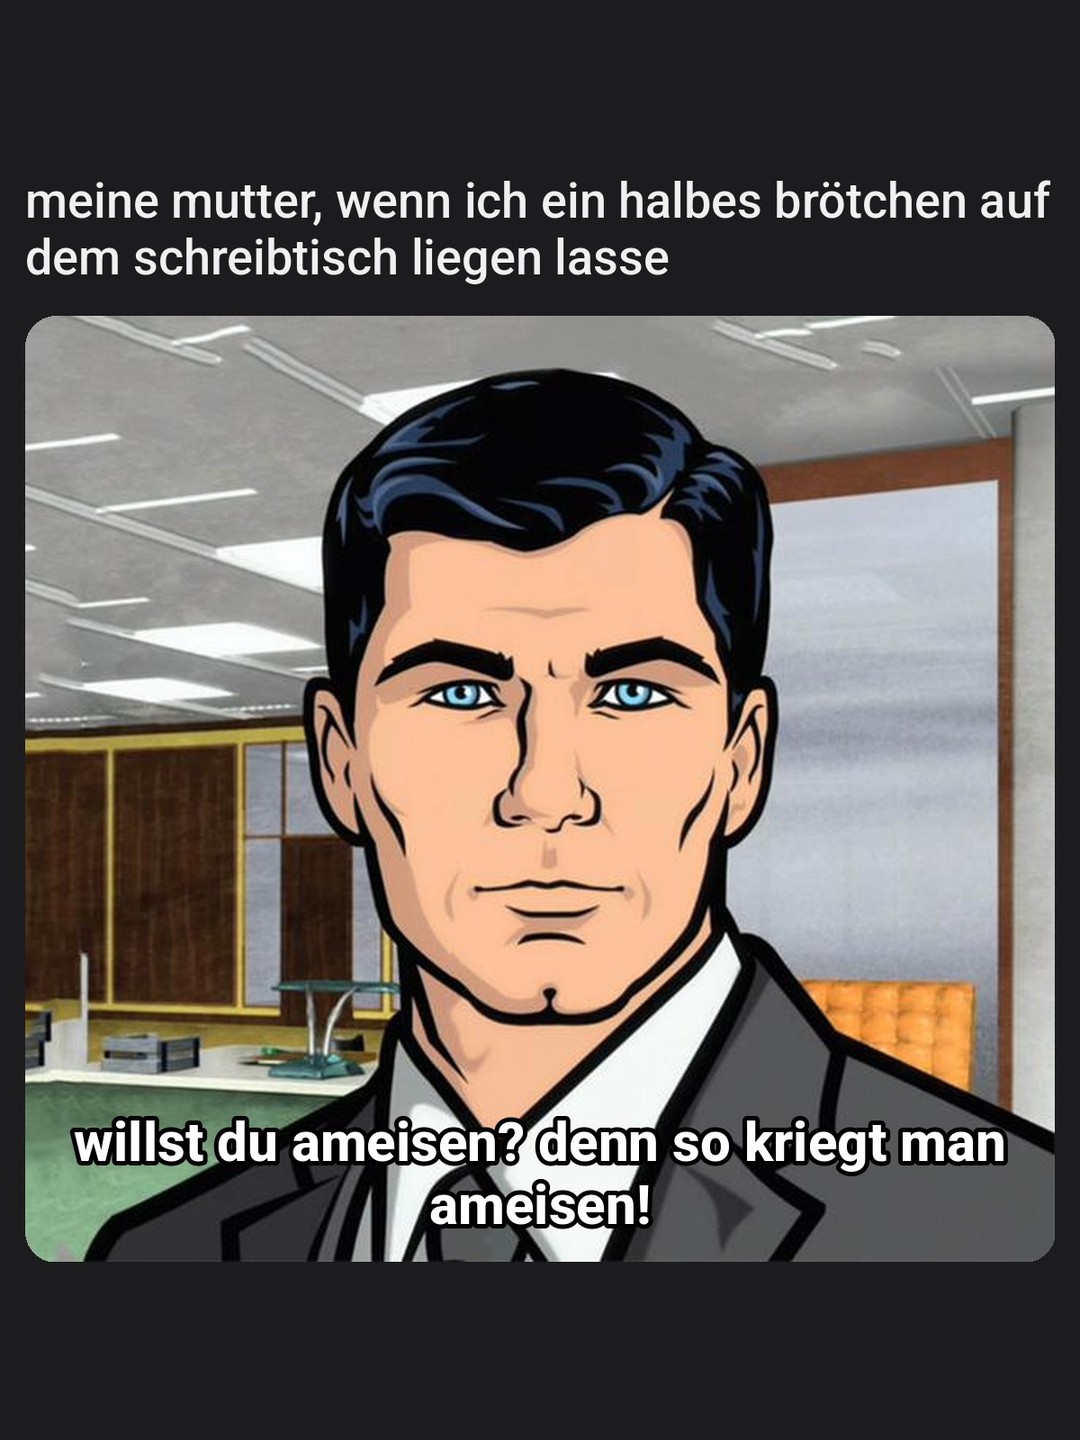 meine mutter, wenn ich ein halbes brötchen auf
dem schreibtisch liegen lasse
willst du ameisen? denn so kriegt man
ameisen!